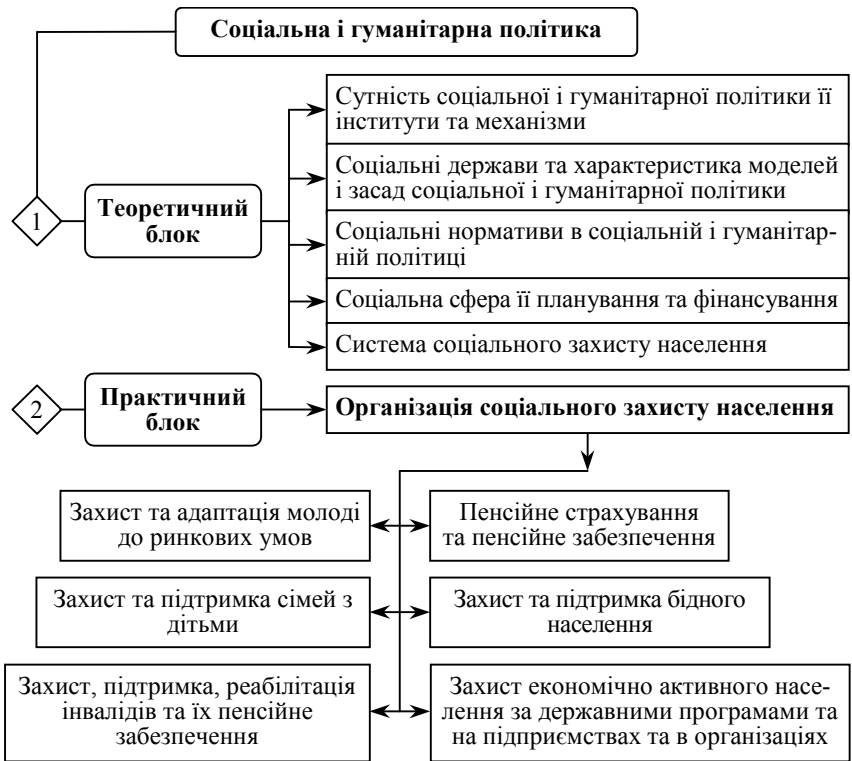 Соціальна і гуманітарна політика
Сутність соціальної і гуманітарної політики її
інститути та механізми
Соціальні держави та характеристика моделей
і засад соціальної і гуманітарної політики
1
Теоретичний
блок
Соціальні нормативи в соціальній і гуманітар-
ній політиці
Соціальна сфера її планування та фінансування
Система соціального захисту населення
2
Практичний
блок
Організація соціального захисту населення
Захист та адаптація молоді
до ринкових умов
Пенсійне страхування
та пенсійне забезпечення
Захист та підтримка сімей з
дітьми
Захист та підтримка бідного
населення
Захист, підтримка, реабілітація
інвалідів та їх пенсійне
забезпечення
Захист економічно активного насе-
лення за державними програмами та
на підприємствах та в організаціях